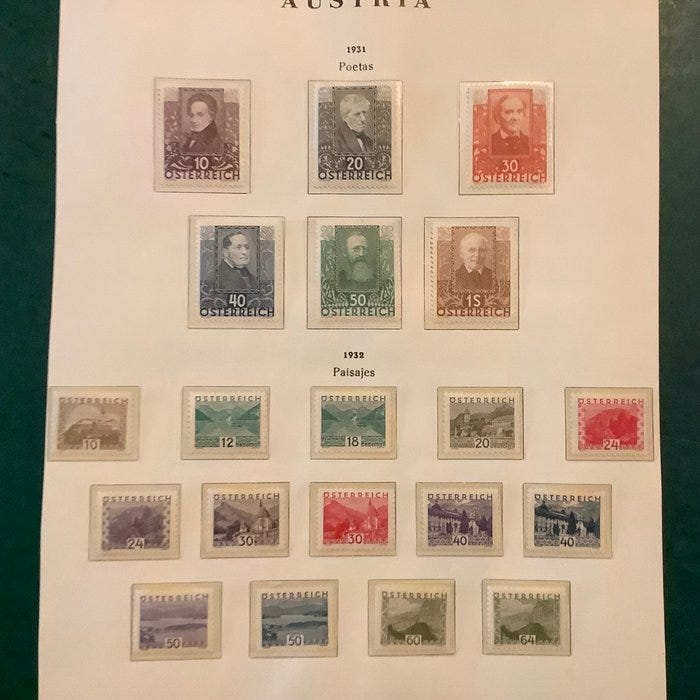 AUSTRIA
1931
Poetas
10
ÖSTERREICH
20
ÖSTERREICH
30
ÖSTERREICH
40
ÖSTERREICH
50
ÖSTERREICH
1S
ÖSTERREICH
1932
Paisajes
ÖSTERREICH
10
ÖSTERREICH
12
ÖSTERREICH
18
ÖSTERREICH
20
ÖSTERREICH
24
ÖSTERREICH
24
ÖSTERREICH
30
ÖSTERREICH
30
ÖSTERREICH
40
ÖSTERREICH
40
ÖSTERREICH
50
ÖSTERREICH
50
ÖSTERREICH
60
ÖSTERREICH
64